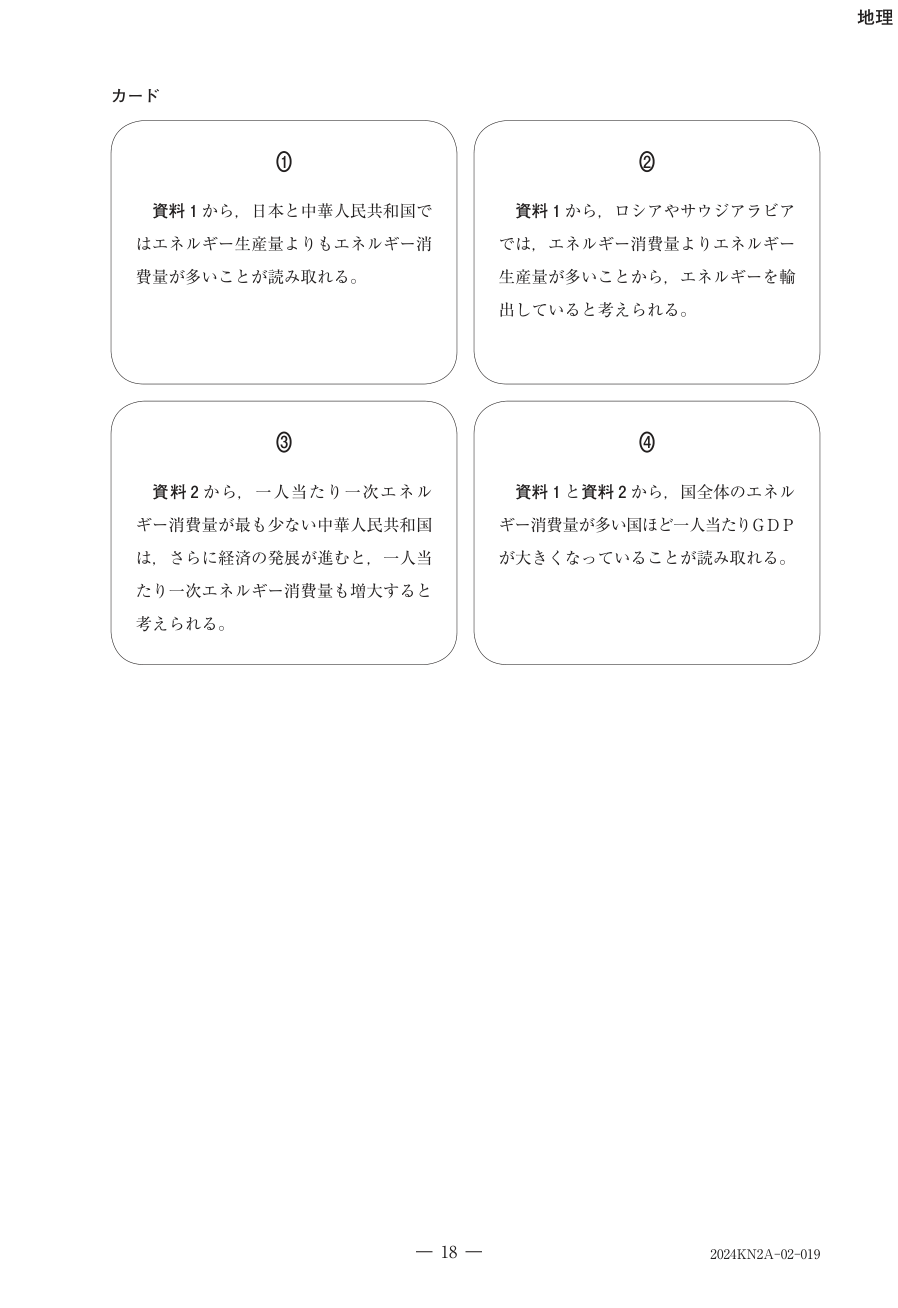 地理
カード
①
資料1から，日本と中華人民共和国で
はエネルギー生産量よりもエネルギー消
費量が多いことが読み取れる。
②
資料1から，ロシアやサウジアラビア
では，エネルギー消費量よりエネルギー
生産量が多いことから，エネルギーを輸
出していると考えられる。
③
資料2から，一人当たり一次エネル
ギー消費量が最も少ない中華人民共和国
は，さらに経済の発展が進むと，一人当
たり一次エネルギー消費量も増大すると
考えられる。
④
資料1と資料2から，国全体のエネル
ギー消費量が多い国ほど一人当たりＧＤＰ
が大きくなっていることが読み取れる。
― 18 ―
2024KN2A-02-019